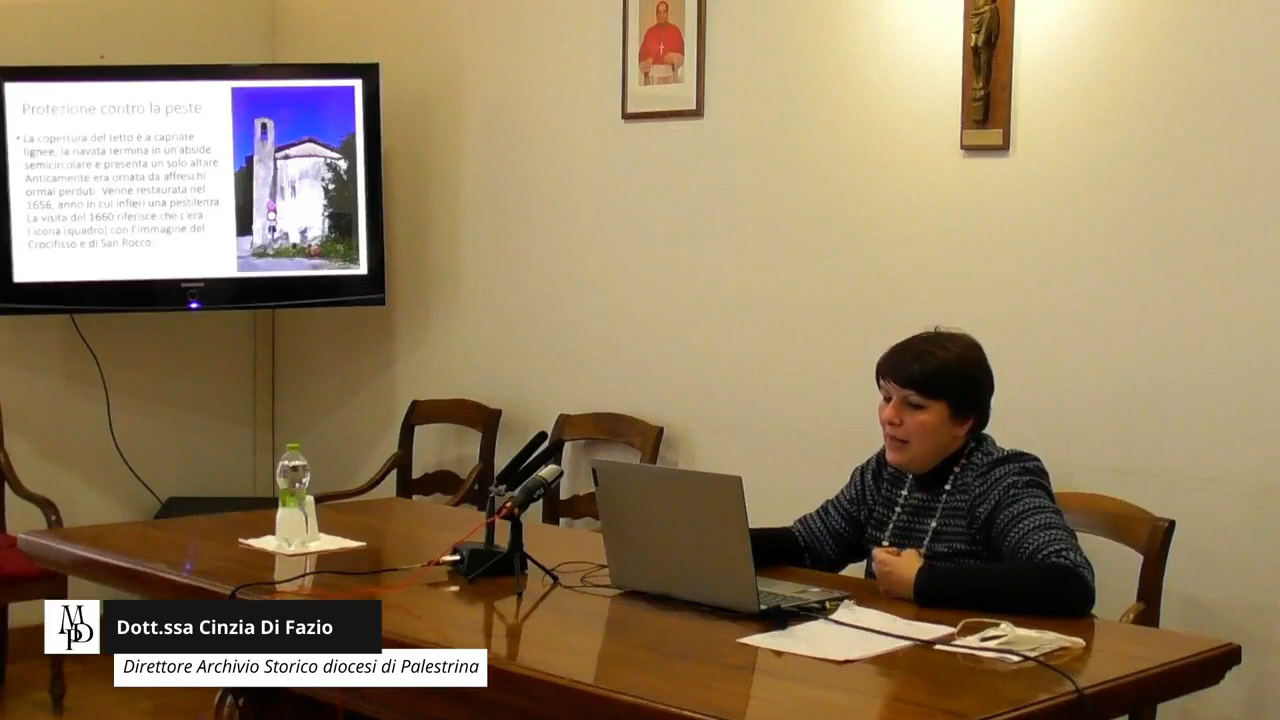 Protezione contro la peste
• La copertura del tetto è a capriate
lignee, la navata termina in un'abside
semicircolare e presenta un solo altare
Anticamente era ornata da affreschi
ormai perduti. Venne restaurata nel
1656, anno in cui infierì una pestilenza.
La visita del 1660 riferisce che c'era
l'icona (quadro) con l'immagine del
Crocifisso e di San Rocco.
MPD
Dott.ssa Cinzia Di Fazio
Direttore Archivio Storico diocesi di Palestrina